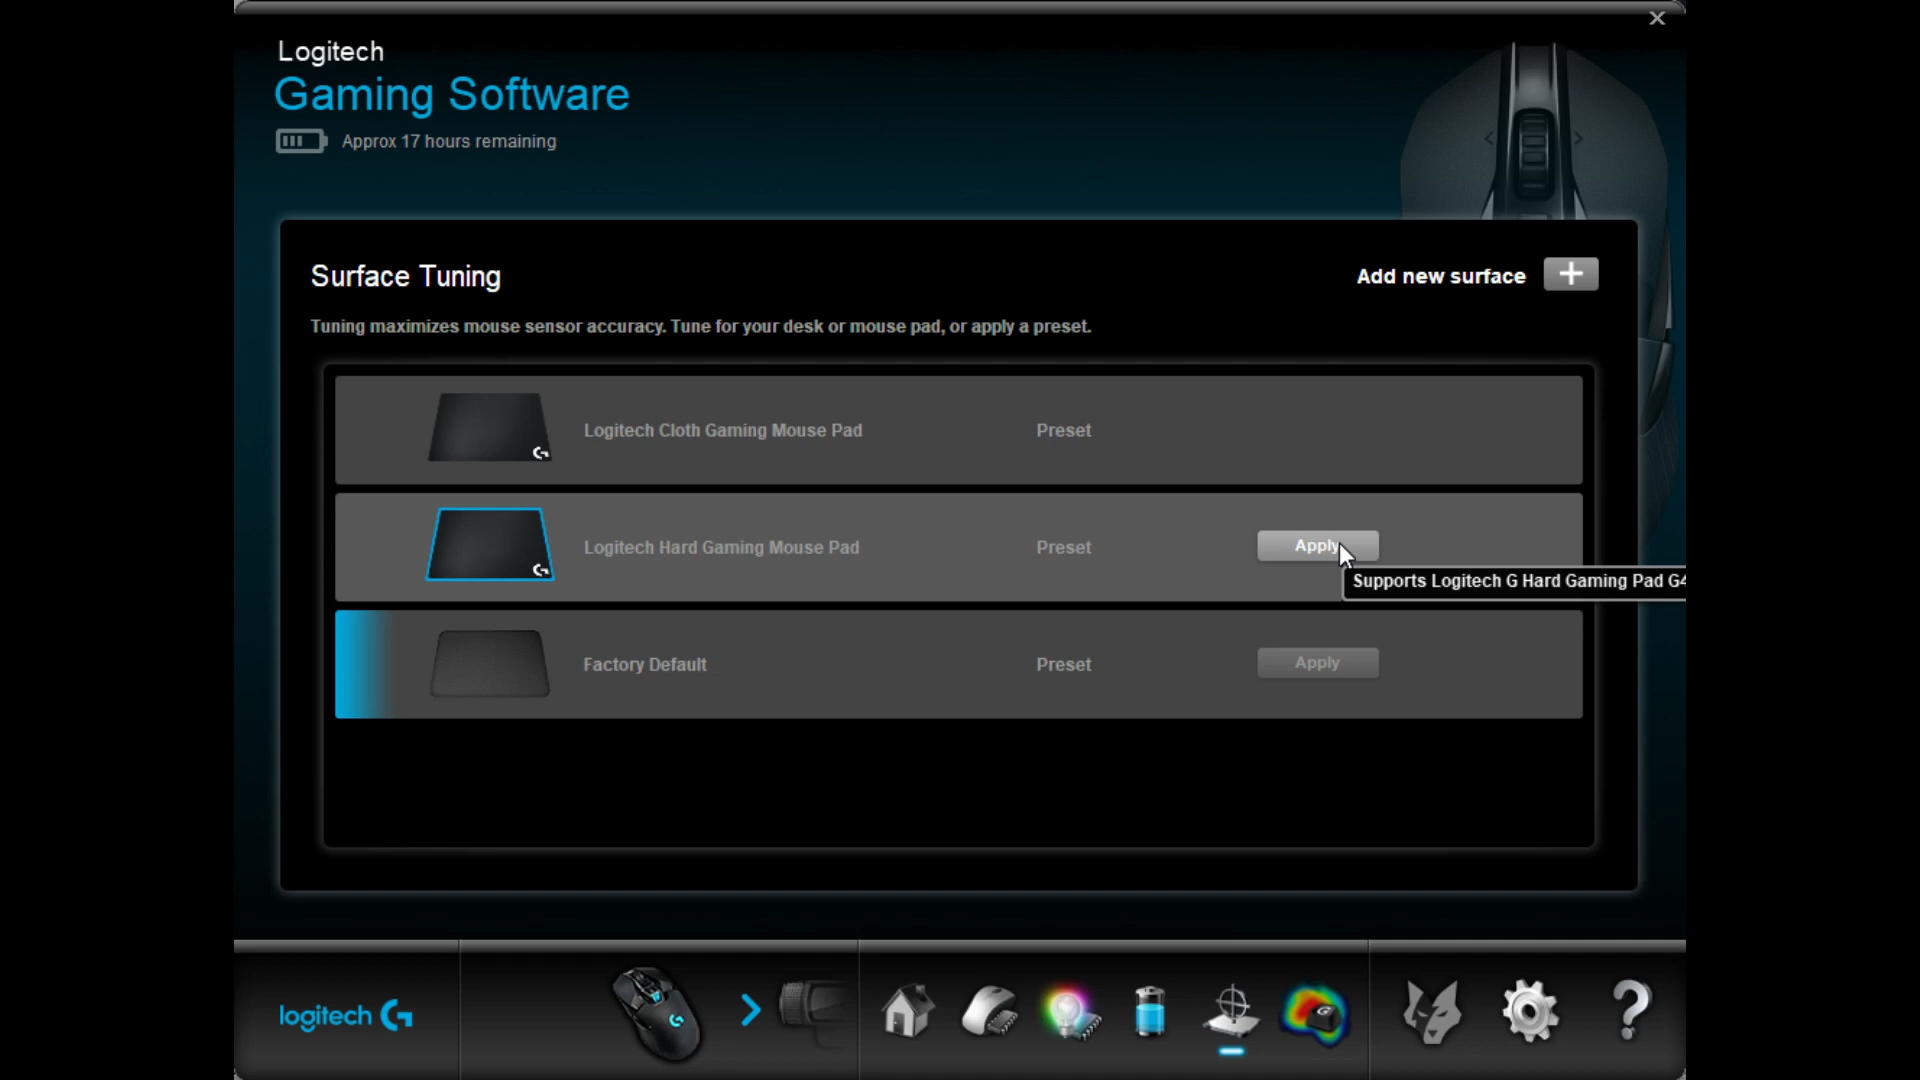 Logitech
Gaming Software
Approx 17 hours remaining
Surface Tuning
Add new surface
Tuning maximizes mouse sensor accuracy. Tune for your desk or mouse pad, or apply a preset.
Logitech Cloth Gaming Mouse Pad Preset
Logitech Hard Gaming Mouse Pad Preset Apply
Supports Logitech G Hard Gaming Pad G4
Factory Default Preset Apply
logitech G